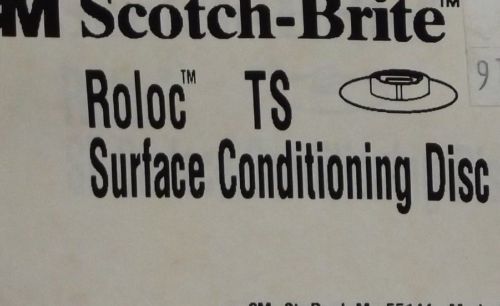 3M Scotch-Brite™
Roloc™ TS
Surface Conditioning Disc